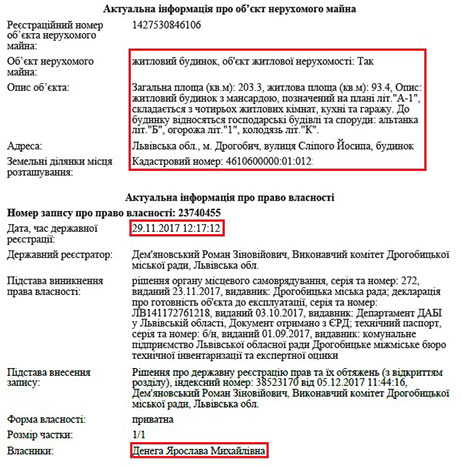 Актуальна інформація про об’єкт нерухомого майна
Реєстраційний номер об’єкта нерухомого майна: 1427530846106
Об’єкт нерухомого майна: житловий будинок, об'єкт житлової нерухомості: Так
Опис об’єкта: Загальна площа (кв.м): 203.3, житлова площа (кв.м): 93.4, Опис:
житловий будинок з мансардою, позначений на плані літ."А-1",
складається з чотирьох житлових кімнат, кухні та гаражу. До
будинку відносяться господарські будівлі та споруди: альтанка
літ."Б", огорожа літ."1", колодязь літ."К".
Адреса: Львівська обл., м. Дрогобич, вулиця Сліпого Йосипа, будинок
Земельні ділянки місця розташування: Кадастровий номер: 4610600000:01:012
Актуальна інформація про право власності
Номер запису про право власності: 23740455
Дата, час державної реєстрації: 29.11.2017 12:17:12
Державний реєстратор: Дем'яновський Роман Зіновійович, Виконавчий комітет Дрогобицької
міської ради, Львівська обл.
Підстава виникнення права власності: рішення органу місцевого самоврядування, серія та номер: 272,
виданий 23.11.2017, видавник: Дрогобицька міська рада; декларація
про готовність об'єкта до експлуатації, серія та номер:
ЛВ141172761218, виданий 03.10.2017, видавник: Департамент ДАБІ
у Львівській області, Документ отримано з ЄРД; технічний паспорт,
серія та номер: б/н, виданий 01.09.2017, видавник: комунальне
підприємство Львівської обласної ради Дрогобицьке міжміське бюро
технічної інвентаризації та експертної оцінки
Підстава внесення запису: Рішення про державну реєстрацію прав та їх обтяжень (з відкриттям
розділу), індексний номер: 38523170 від 05.12.2017 11:44:16,
Дем'яновський Роман Зіновійович, Виконавчий комітет Дрогобицької
міської ради, Львівська обл.
Форма власності: приватна
Розмір частки: 1/1
Власники: Денега Ярослава Михайлівна